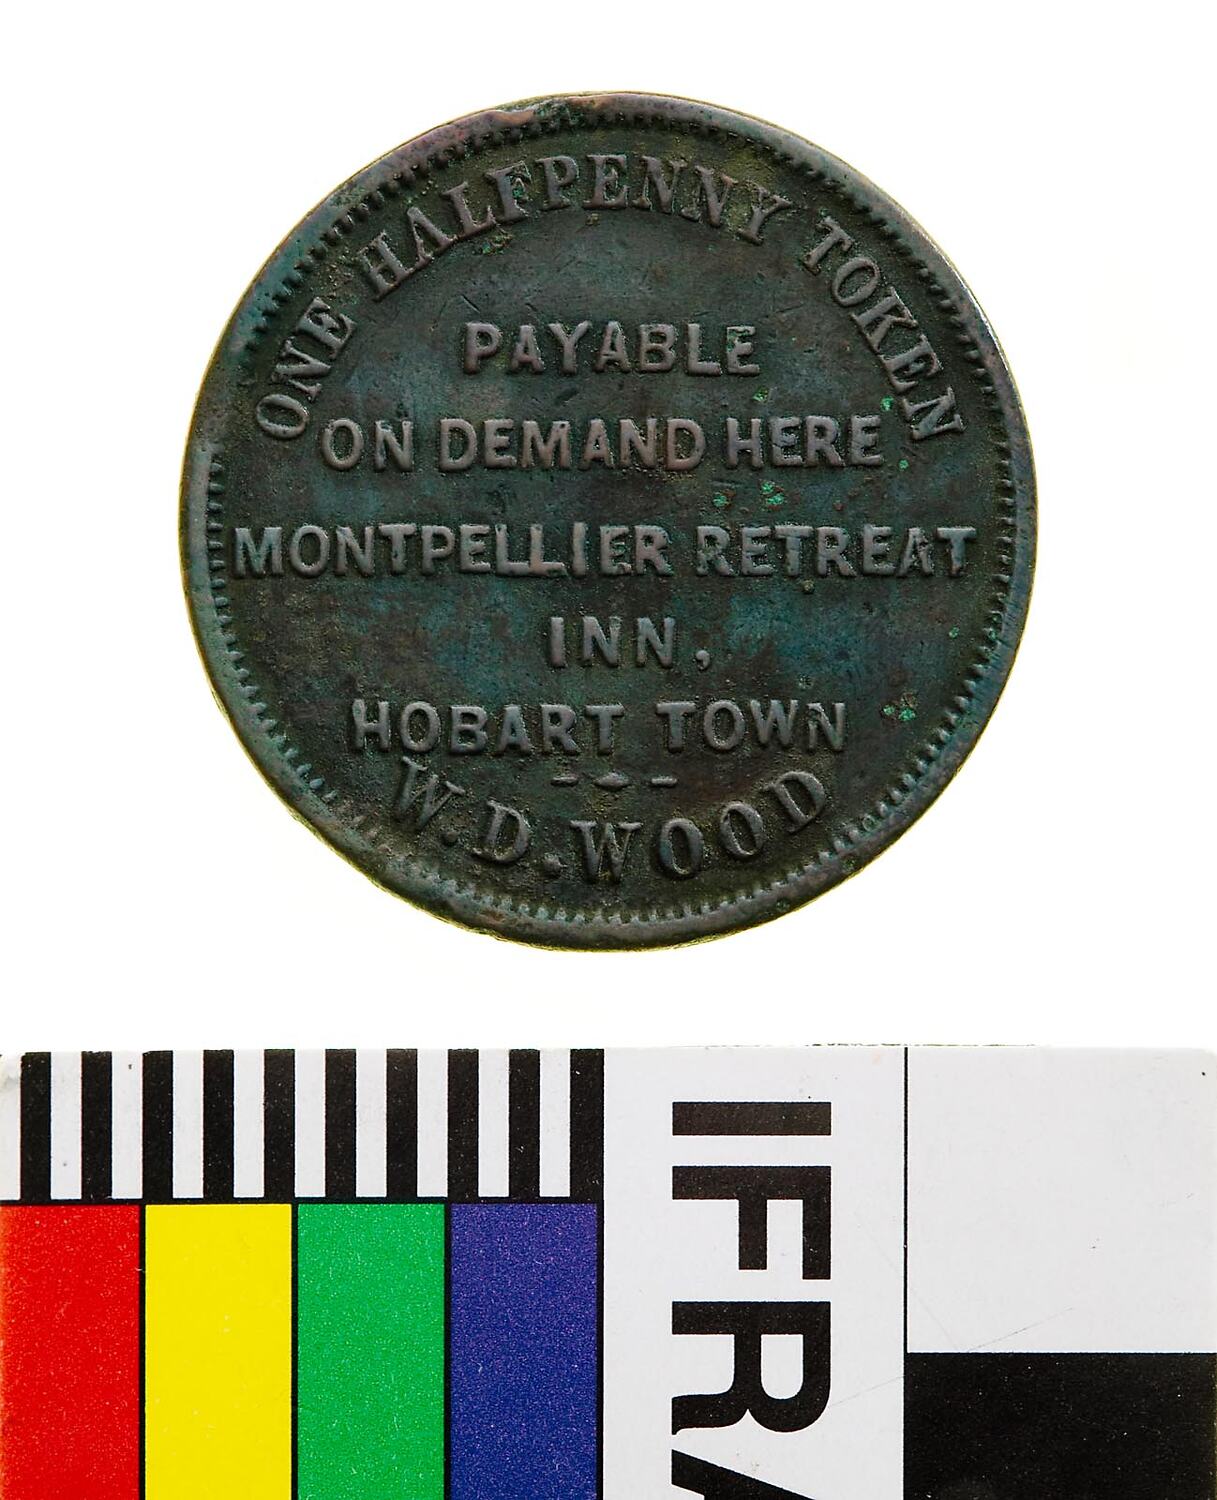 ONE HALFPENNY TOKEN
PAYABLE
ON DEMAND HERE
MONTPELLIER RETREAT
INN,
HOBART TOWN
W.D.WOOD
IFRA